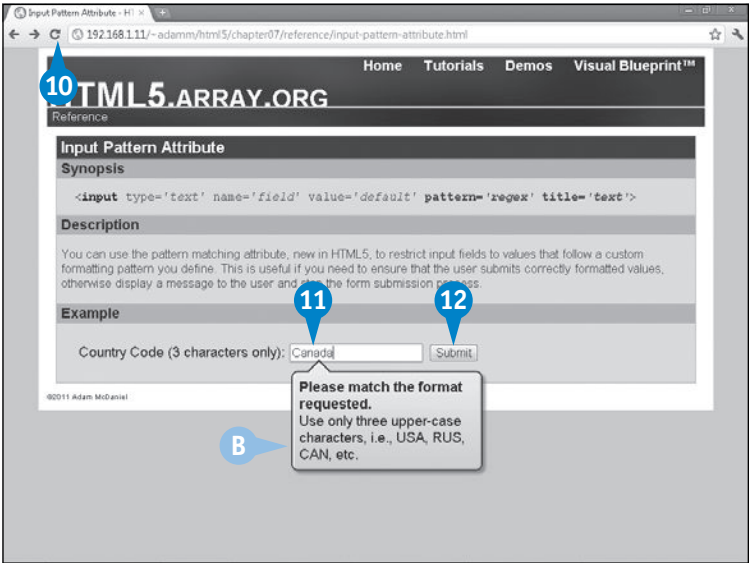 Input Pattern Attribute - HT
192.168.1.11/~adamm/html5/chapter07/reference/input-pattern-attribute.html
10
Home Tutorials Demos Visual Blueprint™
TML5.ARRAY.ORG
Reference
Input Pattern Attribute
Synopsis
<input type='text' name='field' value='default' pattern='regex' title='text'>
Description
You can use the pattern matching attribute, new in HTML5, to restrict input fields to values that follow a custom
formatting pattern you define. This is useful if you need to ensure that the user submits correctly formatted values,
otherwise display a message to the user and stop the form submission process.
11
12
Example
Country Code (3 characters only): Canada Submit
©2011 Adam McDaniel
Please match the format
requested.
Use only three upper-case
characters, i.e., USA, RUS,
CAN, etc.
B